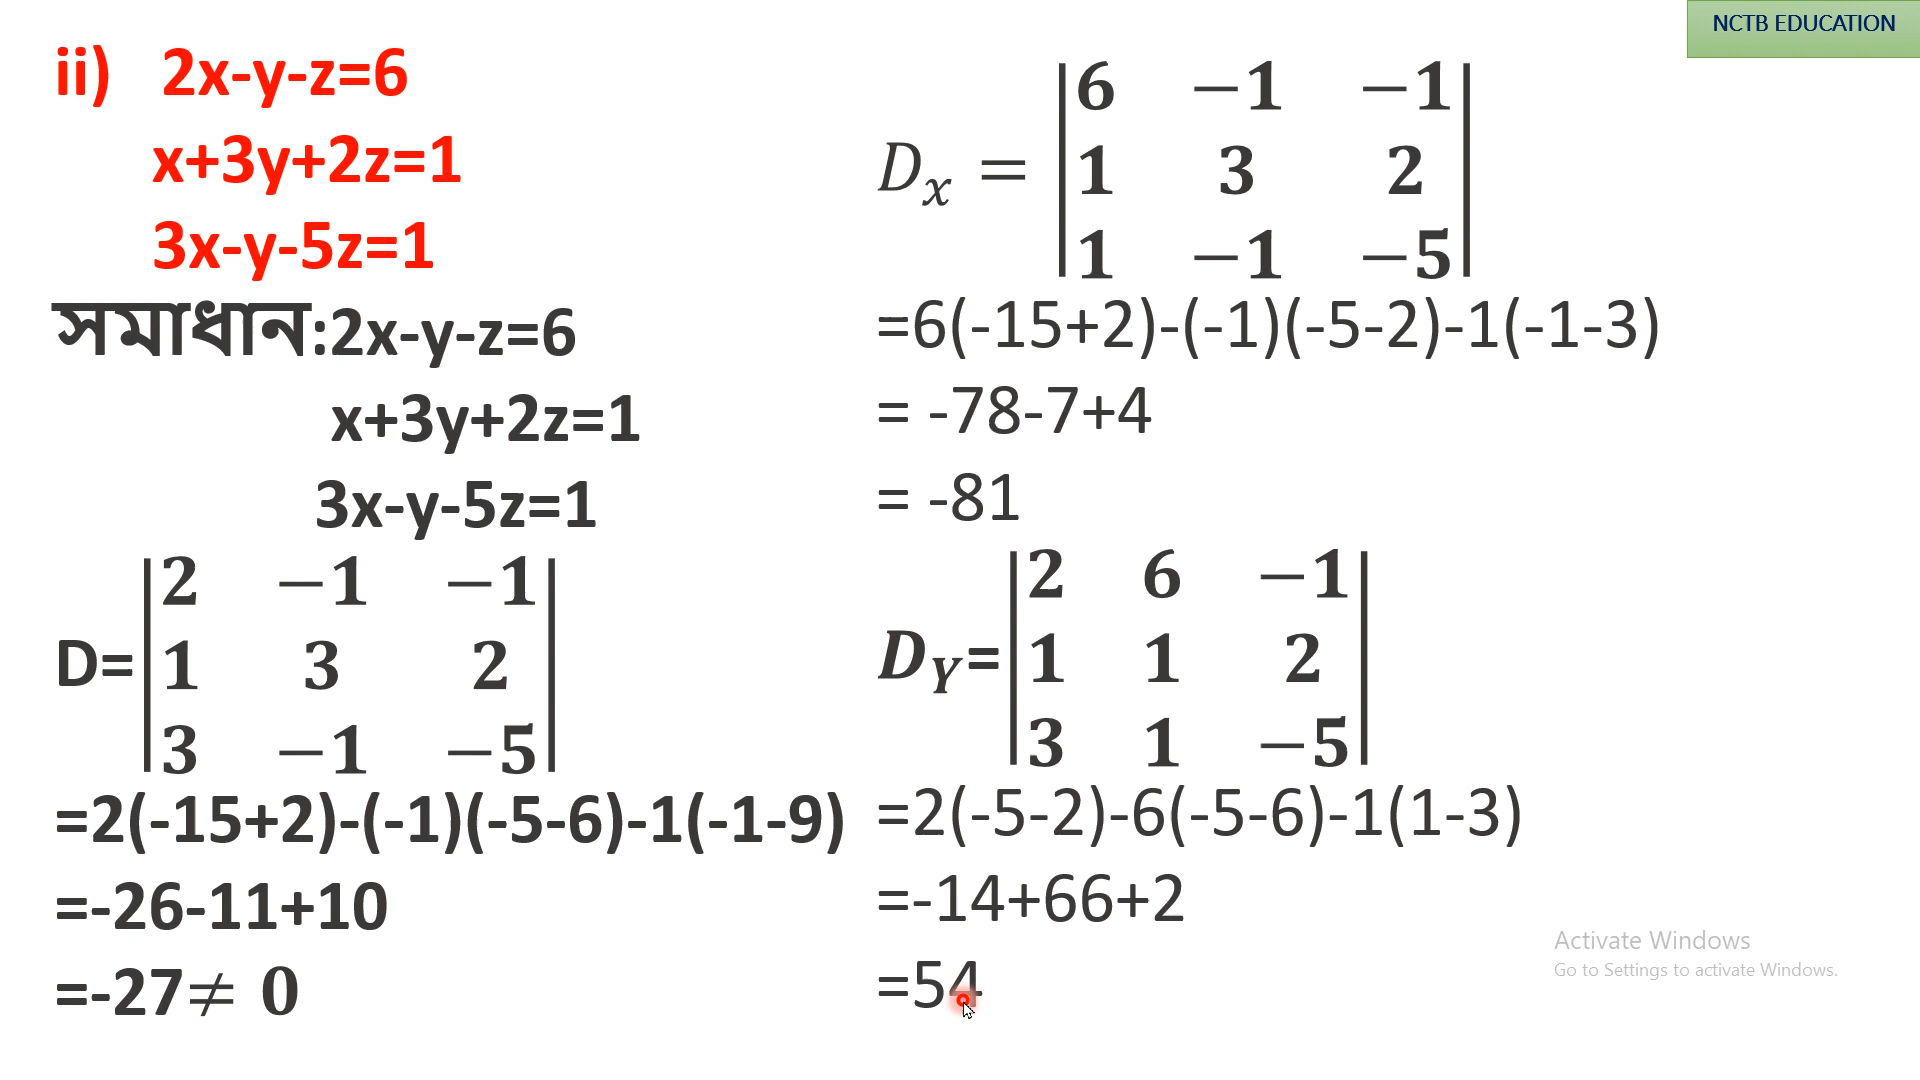 NCTB EDUCATION
ii) 2x-y-z=6
x+3y+2z=1
3x-y-5z=1
সমাধান:2x-y-z=6
x+3y+2z=1
3x-y-5z=1
D=|2 −1 −1|
|1 3 2|
|3 −1 −5|
=2(-15+2)-(-1)(-5-6)-1(-1-9)
=-26-11+10
=-27≠ 0
Dₓ = |6 −1 −1|
|1 3 2|
|1 −1 −5|
=6(-15+2)-(-1)(-5-2)-1(-1-3)
= -78-7+4
= -81
D_Y=|2 6 −1|
|1 1 2|
|3 1 −5|
=2(-5-2)-6(-5-6)-1(1-3)
=-14+66+2
=54
Activate Windows
Go to Settings to activate Windows.